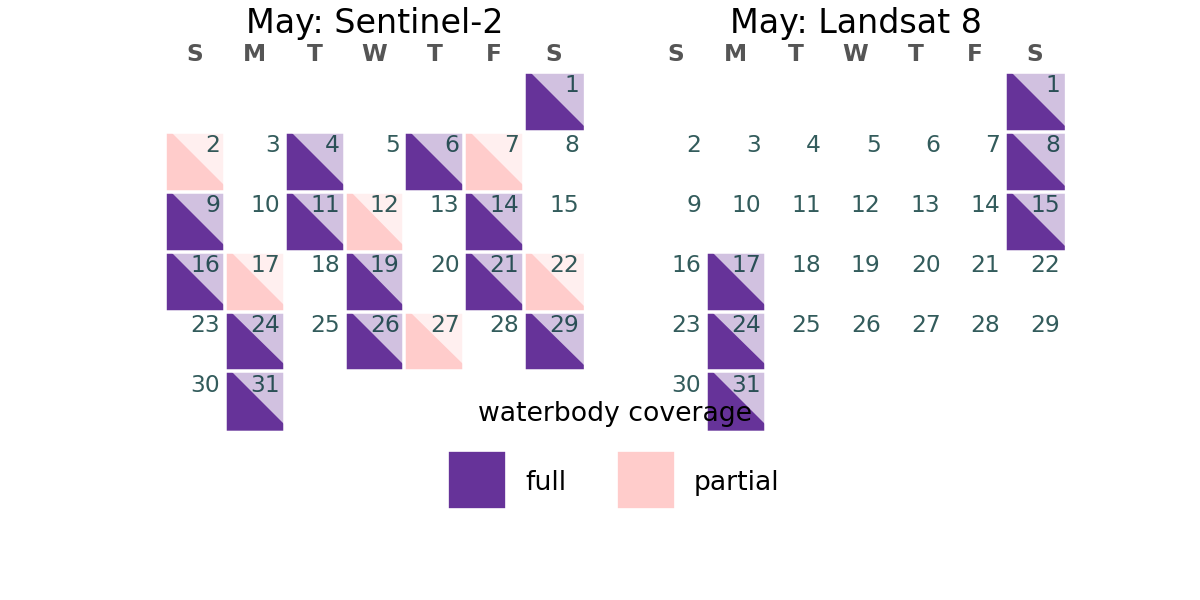 May: Sentinel-2
S M T W T F S
1
2 3 4 5 6 7 8
9 10 11 12 13 14 15
16 17 18 19 20 21 22
23 24 25 26 27 28 29
30 31
May: Landsat 8
S M T W T F S
1
2 3 4 5 6 7 8
9 10 11 12 13 14 15
16 17 18 19 20 21 22
23 24 25 26 27 28 29
30 31
waterbody coverage
full partial